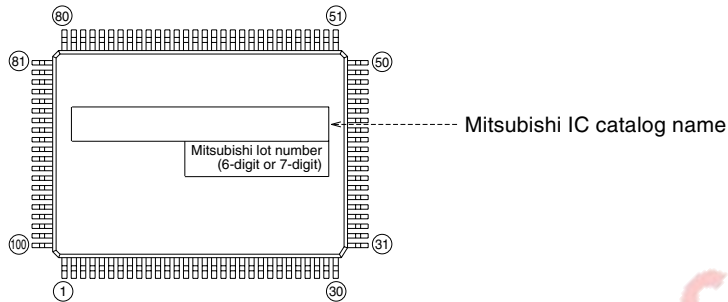 80 51
81 50
Mitsubishi IC catalog name
Mitsubishi lot number
(6-digit or 7-digit)
100 31
1 30